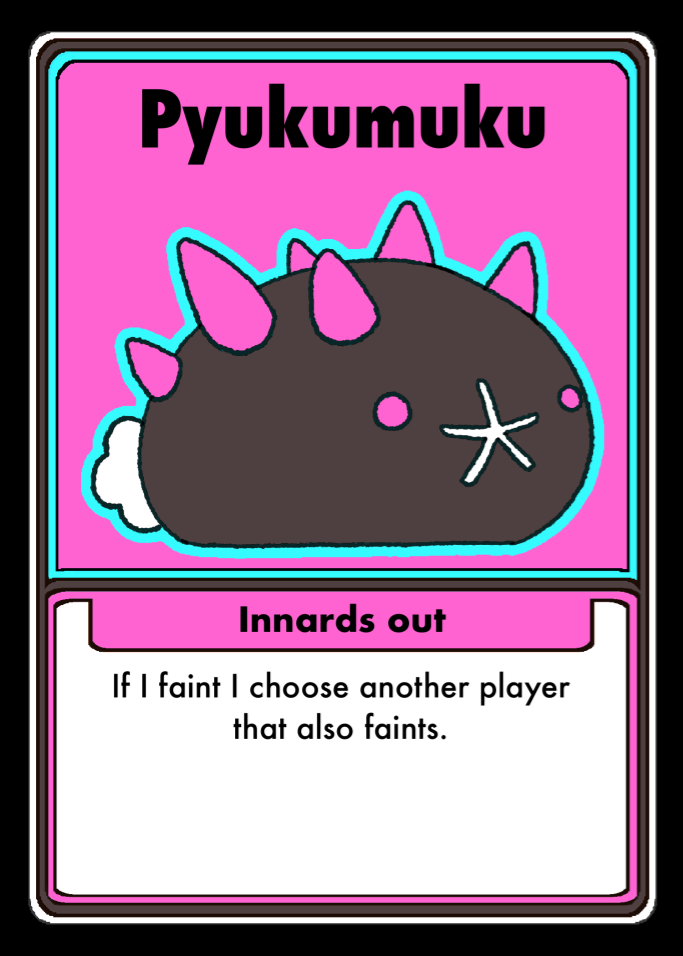 Pyukumuku
Innards out
If I faint I choose another player
that also faints.